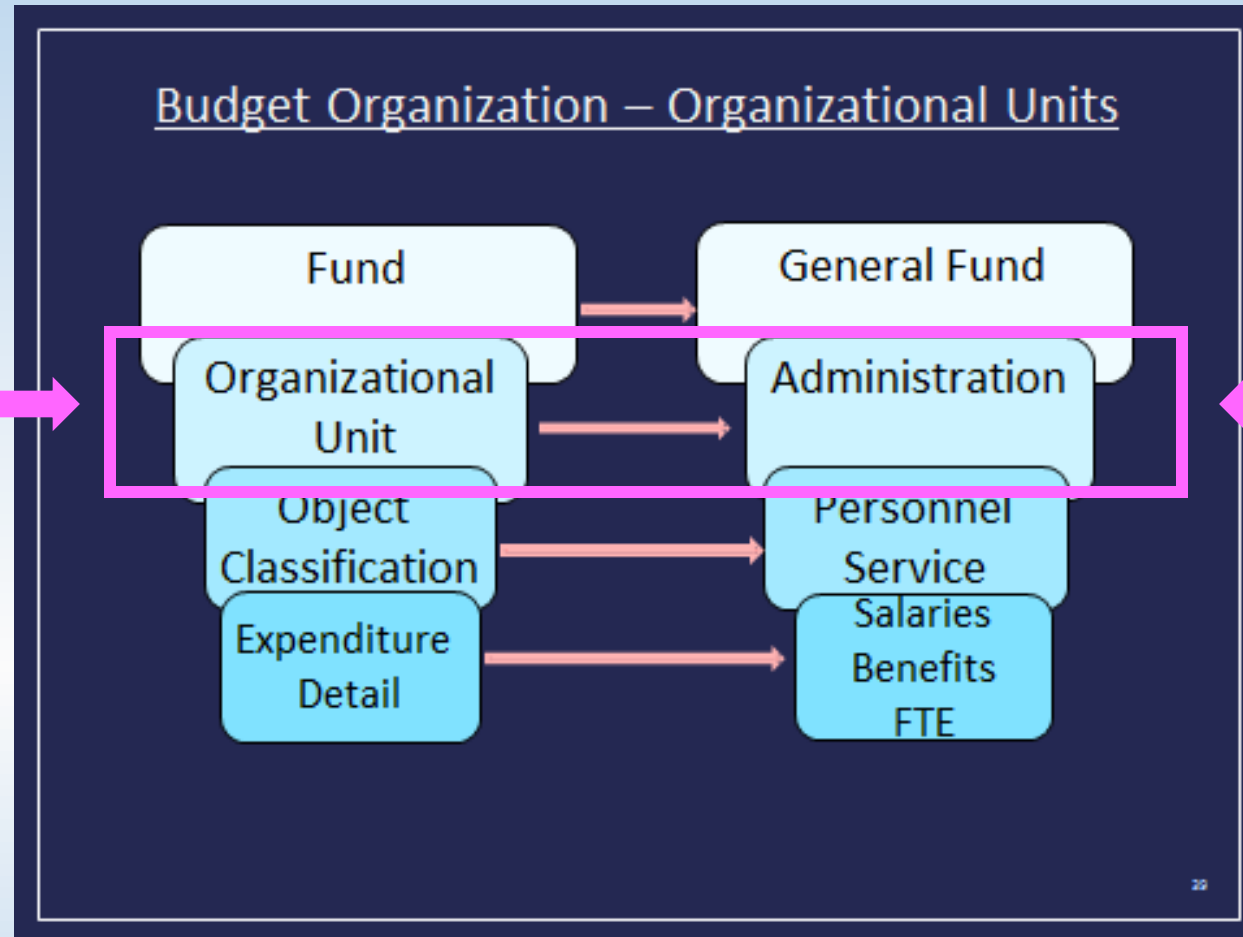 Budget Organization – Organizational Units
Fund
General Fund
Organizational
Unit
Administration
Object
Classification
Personnel
Service
Expenditure
Detail
Salaries
Benefits
FTE